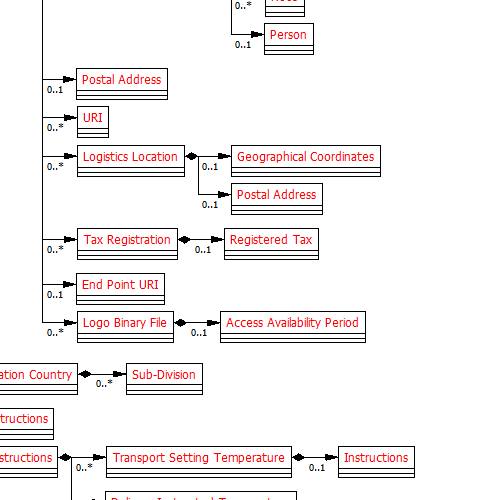 0..*
Person
0..1
Postal Address
0..1
URI
0..*
Logistics Location
Geographical Coordinates
0..*
0..1
Postal Address
0..1
Tax Registration
Registered Tax
0..*
0..1
End Point URI
0..1
Logo Binary File
Access Availability Period
0..*
0..1
ation Country
Sub-Division
0..*
tructions
structions
Transport Setting Temperature
Instructions
0..*
0..1